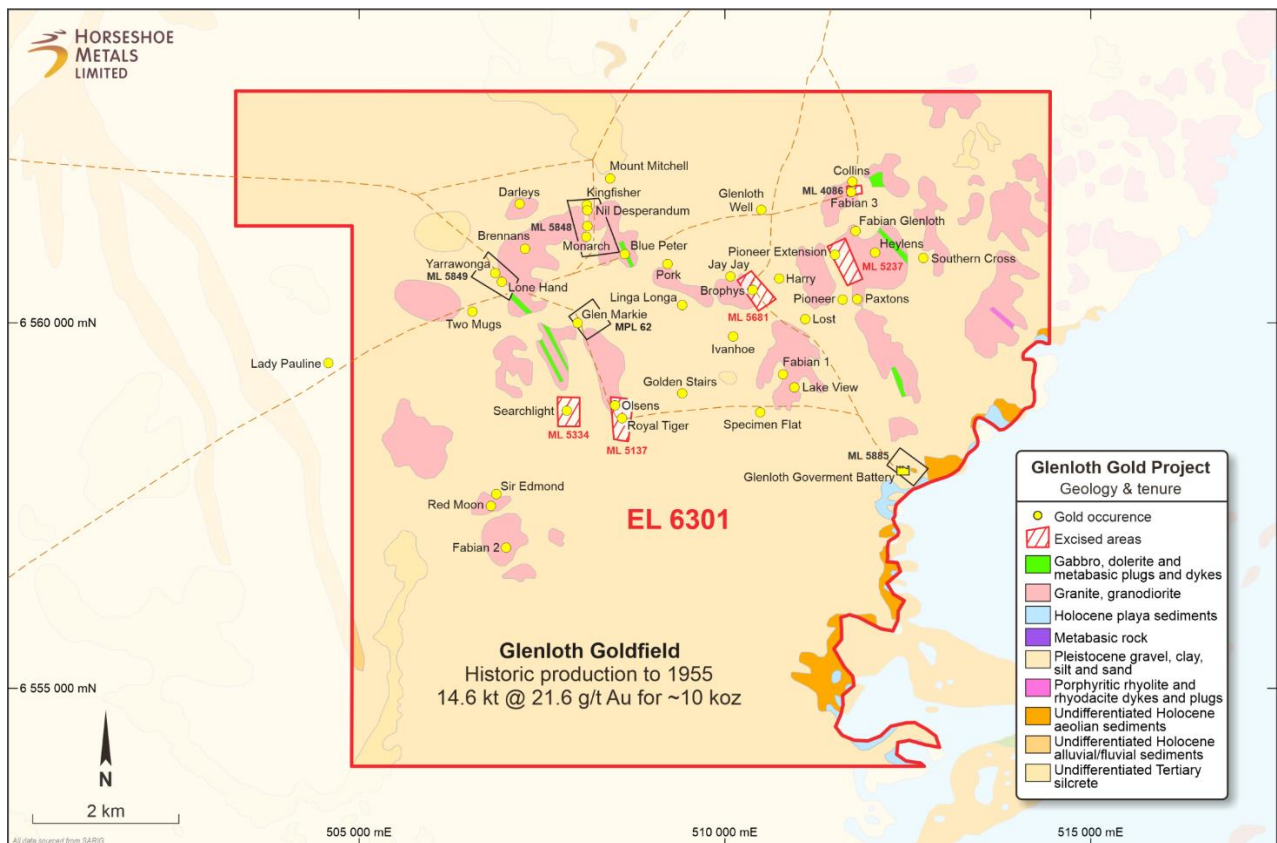 HORSESHOE
METALS
LIMITED
Mount Mitchell
Collins
ML 4086
Fabian 3
Darleys
Kingfisher
Nil Desperandum
Glenloth
Well
ML 5848
Monarch
Fabian Glenloth
Brennans
Blue Peter
Pioneer Extension
Heylens
ML 5237
Southern Cross
Yarrawonga
ML 5849
Lone Hand
Pork
Jay Jay
Harry
Brophys
ML 5681
Pioneer
Paxtons
Linga Longa
Glen Markie
MPL 62
Two Mugs
Lost
6 560 000 mN
Ivanhoe
Lady Pauline
Fabian 1
Lake View
Golden Stairs
Searchlight
ML 5334
Olsens
Royal Tiger
ML 5137
Specimen Flat
ML 5885
Glenloth Goverment Battery
Sir Edmond
Red Moon
EL 6301
Fabian 2
Glenloth Goldfield
Historic production to 1955
14.6 kt @ 21.6 g/t Au for ~10 koz
6 555 000 mN
N
2 km
505 000 mE
510 000 mE
515 000 mE
All data sourced from SARIG
Glenloth Gold Project
Geology & tenure
Gold occurence
Excised areas
Gabbro, dolerite and
metabasic plugs and dykes
Granite, granodiorite
Holocene playa sediments
Metabasic rock
Pleistocene gravel, clay,
silt and sand
Porphyritic rhyolite and
rhyodacite dykes and plugs
Undifferentiated Holocene
aeolian sediments
Undifferentiated Holocene
alluvial/fluvial sediments
Undifferentiated Tertiary
silcrete